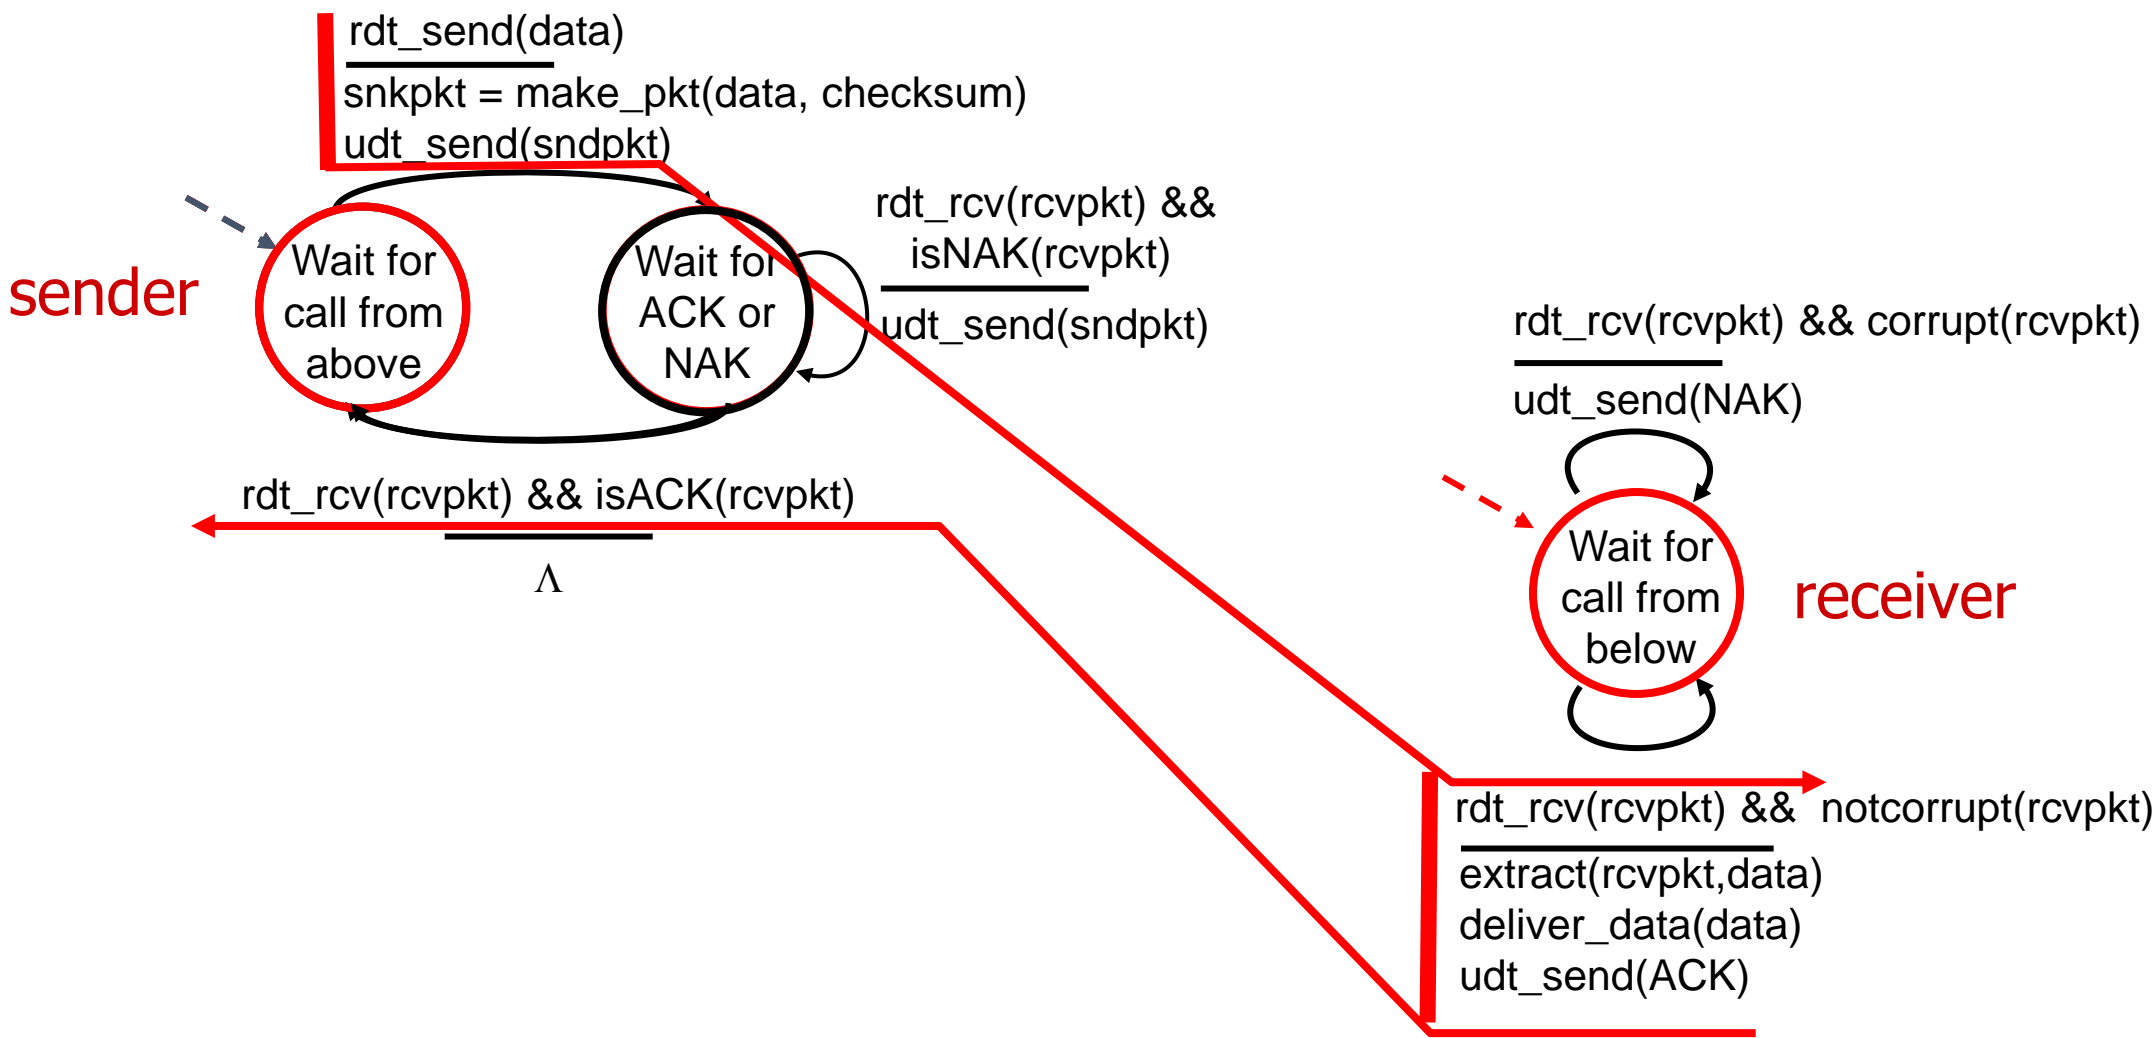 rdt_send(data)
snkpkt = make_pkt(data, checksum)
udt_send(sndpkt)
sender
Wait for
call from
above
Wait for
ACK or
NAK
rdt_rcv(rcvpkt) &&
isNAK(rcvpkt)
udt_send(sndpkt)
rdt_rcv(rcvpkt) && isACK(rcvpkt)
Λ
rdt_rcv(rcvpkt) && corrupt(rcvpkt)
udt_send(NAK)
Wait for
call from
below
receiver
rdt_rcv(rcvpkt) && notcorrupt(rcvpkt)
extract(rcvpkt,data)
deliver_data(data)
udt_send(ACK)